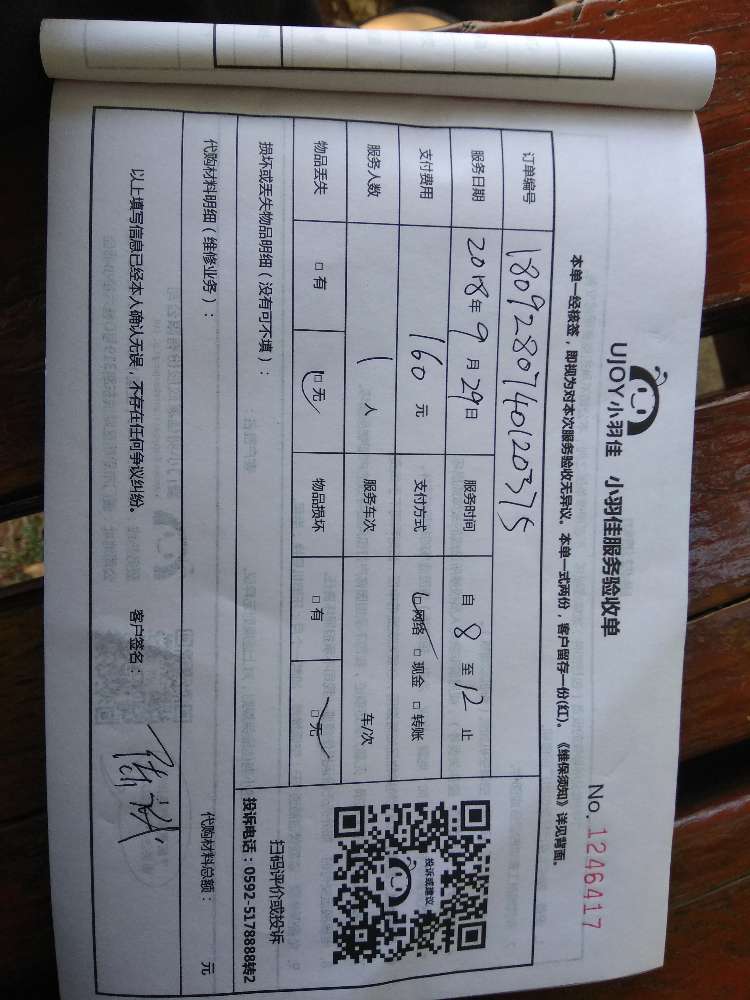 UJOY小羽佳 小羽佳服务验收单
No. 1246417
本单一经核签，即视为对本次服务验收无异议。本单一式两份，客户留存一份(红)。《维保须知》详见背面。
订单编号 180928074012037S
服务日期 2018年9月29日 服务时间 自 8 至 12 止
支付费用 160 元 支付方式 □网络 □现金 □转账
服务人数 1 人 服务车次 车/次
物品丢失 □有 □无 物品损坏 □有 □无
投诉或建议
扫码评价或投诉
投诉电话：0592-5178888转2
损坏或丢失物品明细（没有可不填）：
代购材料明细（维修业务）： 代购材料总额： 元
以上填写信息已经本人确认无误，不存在任何争议纠纷。 客户签名：